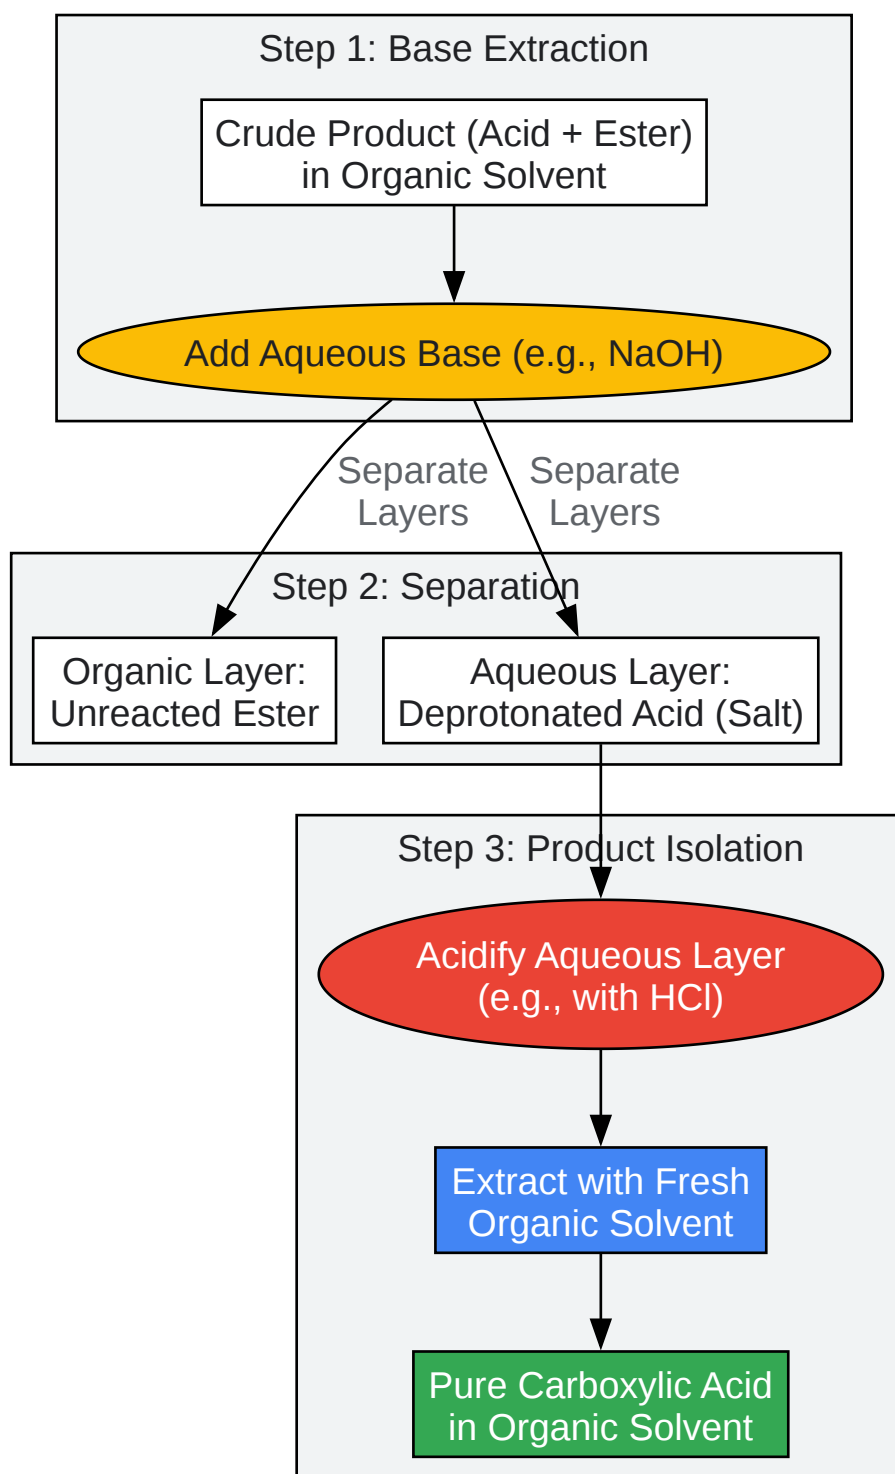 Step 1: Base Extraction
Crude Product (Acid + Ester)
in Organic Solvent
Add Aqueous Base (e.g., NaOH)
Separate
Layers
Separate
Layers
Step 2: Separation
Organic Layer:
Unreacted Ester
Aqueous Layer:
Deprotonated Acid (Salt)
Step 3: Product Isolation
Acidify Aqueous Layer
(e.g., with HCl)
Extract with Fresh
Organic Solvent
Pure Carboxylic Acid
in Organic Solvent